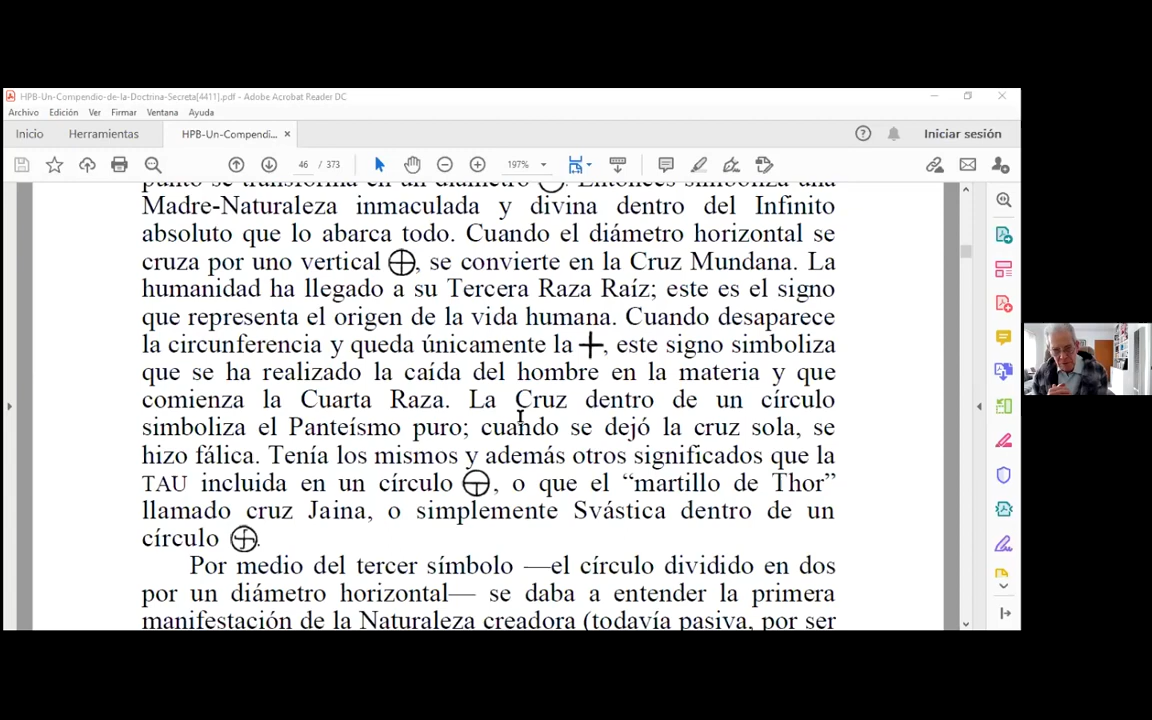 HPB-Un-Compendio-de-la-Doctrina-Secreta[4411].pdf - Adobe Acrobat Reader DC
Archivo Edición Ver Firmar Ventana Ayuda
Inicio Herramientas HPB-Un-Compendi... × Iniciar sesión
46 / 373 197%
punto se transforma en un diámetro ⊖. Entonces simboliza una
Madre-Naturaleza inmaculada y divina dentro del Infinito
absoluto que lo abarca todo. Cuando el diámetro horizontal se
cruza por uno vertical ⊕, se convierte en la Cruz Mundana. La
humanidad ha llegado a su Tercera Raza Raíz; este es el signo
que representa el origen de la vida humana. Cuando desaparece
la circunferencia y queda únicamente la +, este signo simboliza
que se ha realizado la caída del hombre en la materia y que
comienza la Cuarta Raza. La Cruz dentro de un círculo
simboliza el Panteísmo puro; cuando se dejó la cruz sola, se
hizo fálica. Tenía los mismos y además otros significados que la
TAU incluida en un círculo , o que el “martillo de Thor”
llamado cruz Jaina, o simplemente Svástica dentro de un
círculo .
Por medio del tercer símbolo —el círculo dividido en dos
por un diámetro horizontal— se daba a entender la primera
manifestación de la Naturaleza creadora (todavía pasiva, por ser